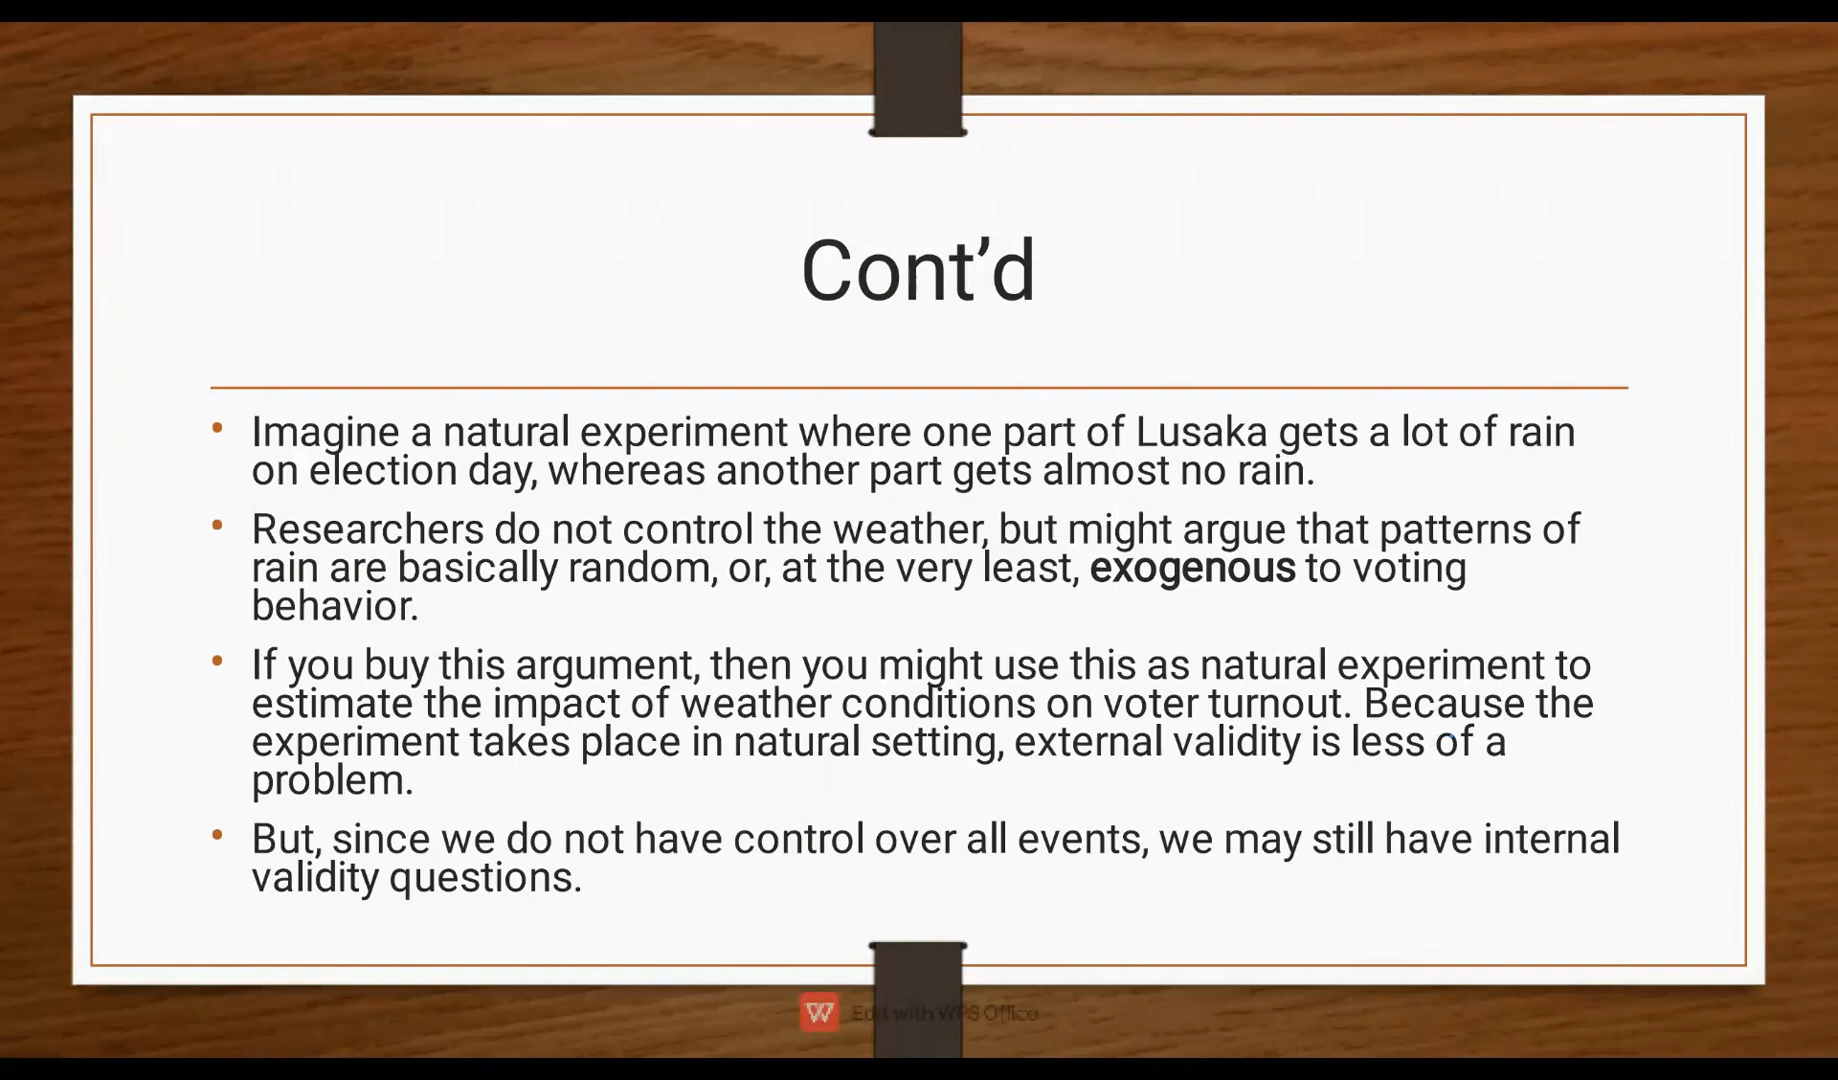 Cont’d
• Imagine a natural experiment where one part of Lusaka gets a lot of rain
on election day, whereas another part gets almost no rain.
• Researchers do not control the weather, but might argue that patterns of
rain are basically random, or, at the very least, exogenous to voting
behavior.
• If you buy this argument, then you might use this as natural experiment to
estimate the impact of weather conditions on voter turnout. Because the
experiment takes place in natural setting, external validity is less of a
problem.
• But, since we do not have control over all events, we may still have internal
validity questions.
W Edit with WPS Office